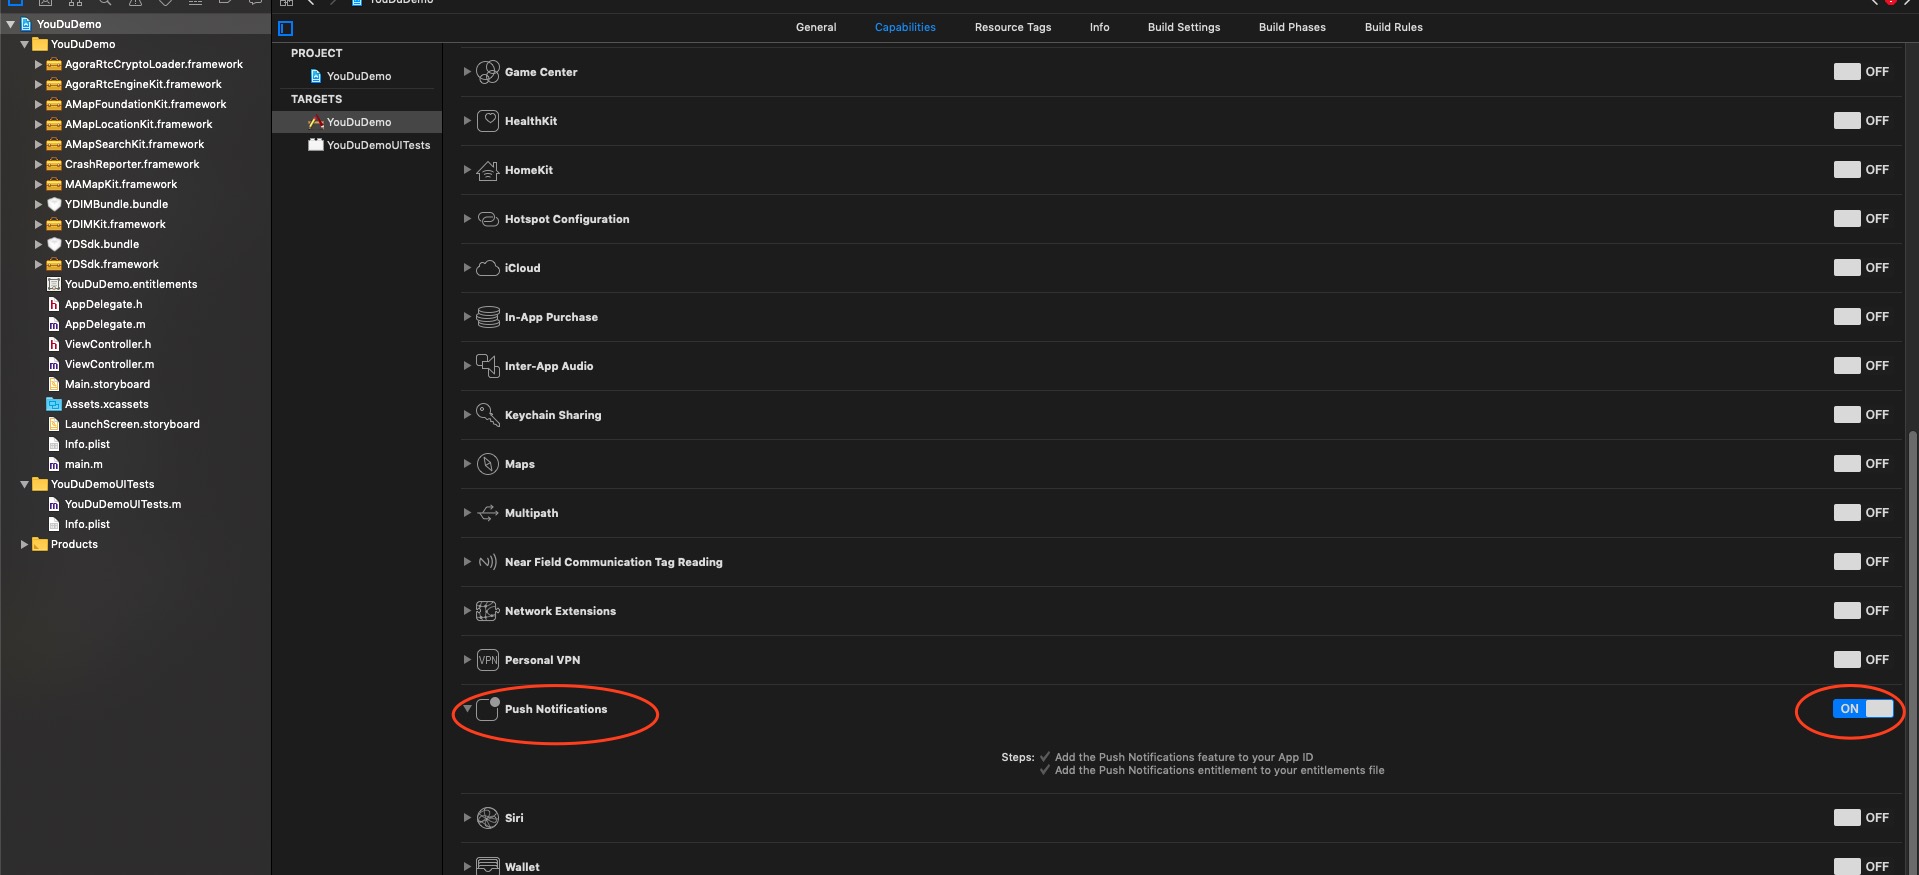 YouDuDemo
YouDuDemo
YouDuDemo
AgoraRtcCryptoLoader.framework
AgoraRtcEngineKit.framework
AMapFoundationKit.framework
AMapLocationKit.framework
AMapSearchKit.framework
CrashReporter.framework
MAMapKit.framework
YDIMBundle.bundle
YDIMKit.framework
YDSdk.bundle
YDSdk.framework
YouDuDemo.entitlements
AppDelegate.h
AppDelegate.m
ViewController.h
ViewController.m
Main.storyboard
Assets.xcassets
LaunchScreen.storyboard
Info.plist
main.m
YouDuDemoUITests
YouDuDemoUITests.m
Info.plist
Products
General Capabilities Resource Tags Info Build Settings Build Phases Build Rules
PROJECT
YouDuDemo
TARGETS
YouDuDemo
YouDuDemoUITests
Game Center OFF
HealthKit OFF
HomeKit OFF
Hotspot Configuration OFF
iCloud OFF
In-App Purchase OFF
Inter-App Audio OFF
Keychain Sharing OFF
Maps OFF
Multipath OFF
Near Field Communication Tag Reading OFF
Network Extensions OFF
VPN Personal VPN OFF
Push Notifications ON
Steps: ✓ Add the Push Notifications feature to your App ID
✓ Add the Push Notifications entitlement to your entitlements file
Siri OFF
Wallet OFF